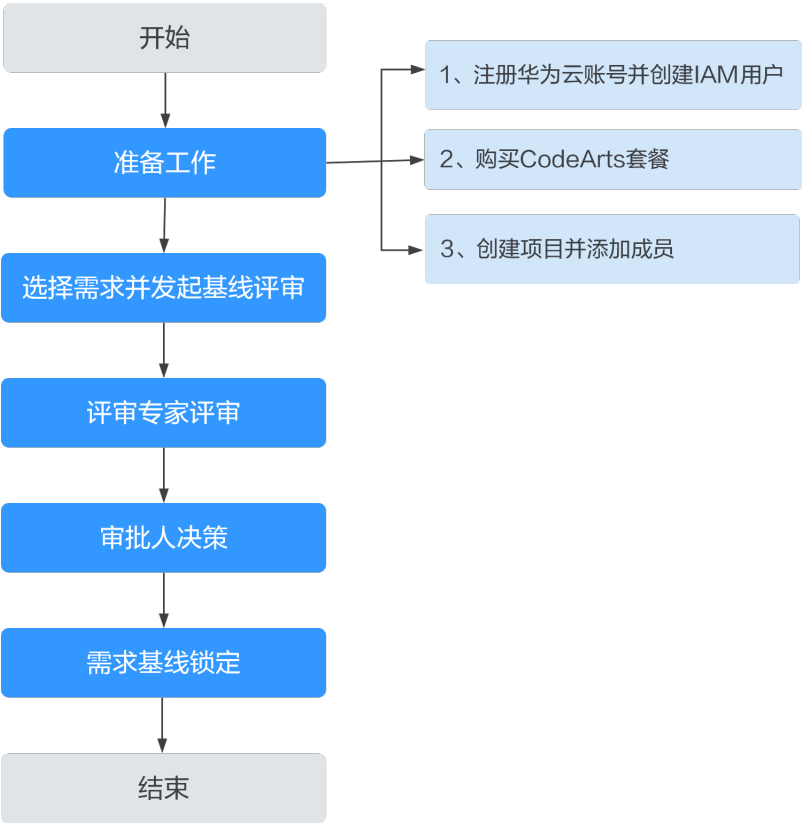 开始
准备工作
1、注册华为云账号并创建IAM用户
2、购买CodeArts套餐
3、创建项目并添加成员
选择需求并发起基线评审
评审专家评审
审批人决策
需求基线锁定
结束